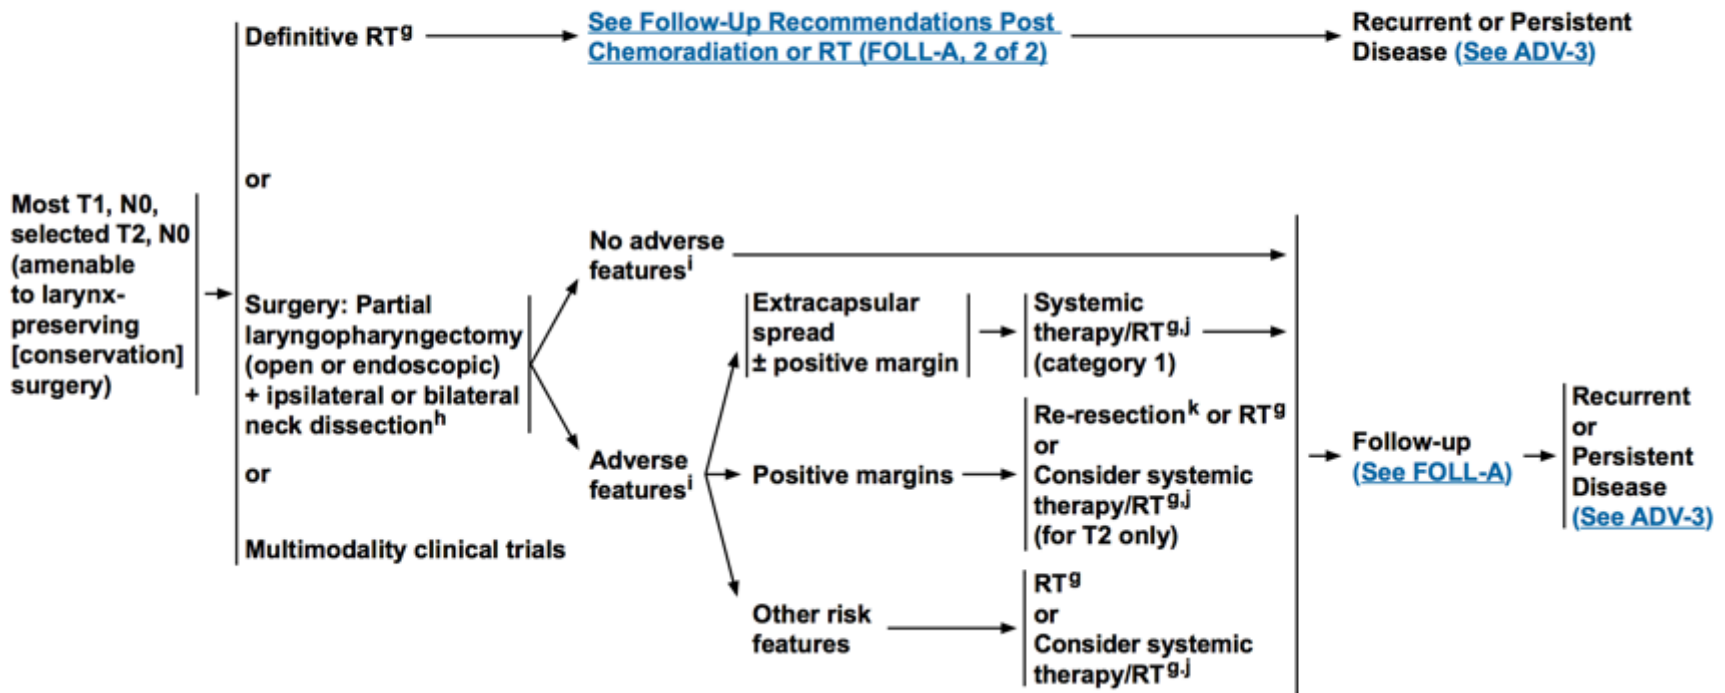 Definitive RTg
See Follow-Up Recommendations Post
Chemoradiation or RT (FOLL-A, 2 of 2)
Recurrent or Persistent
Disease (See ADV-3)
or
Most T1, N0,
selected T2, N0
(amenable
to larynx-
preserving
[conservation]
surgery)
Surgery: Partial
laryngopharyngectomy
(open or endoscopic)
+ ipsilateral or bilateral
neck dissectionh
or
Multimodality clinical trials
No adverse
featuresi
Adverse
featuresi
Extracapsular
spread
± positive margin
Systemic
therapy/RTg,j
(category 1)
Positive margins
Re-resectionk or RTg
or
Consider systemic
therapy/RTg,j
(for T2 only)
Other risk
features
RTg
or
Consider systemic
therapy/RTg,j
Follow-up
(See FOLL-A)
Recurrent
or
Persistent
Disease
(See ADV-3)